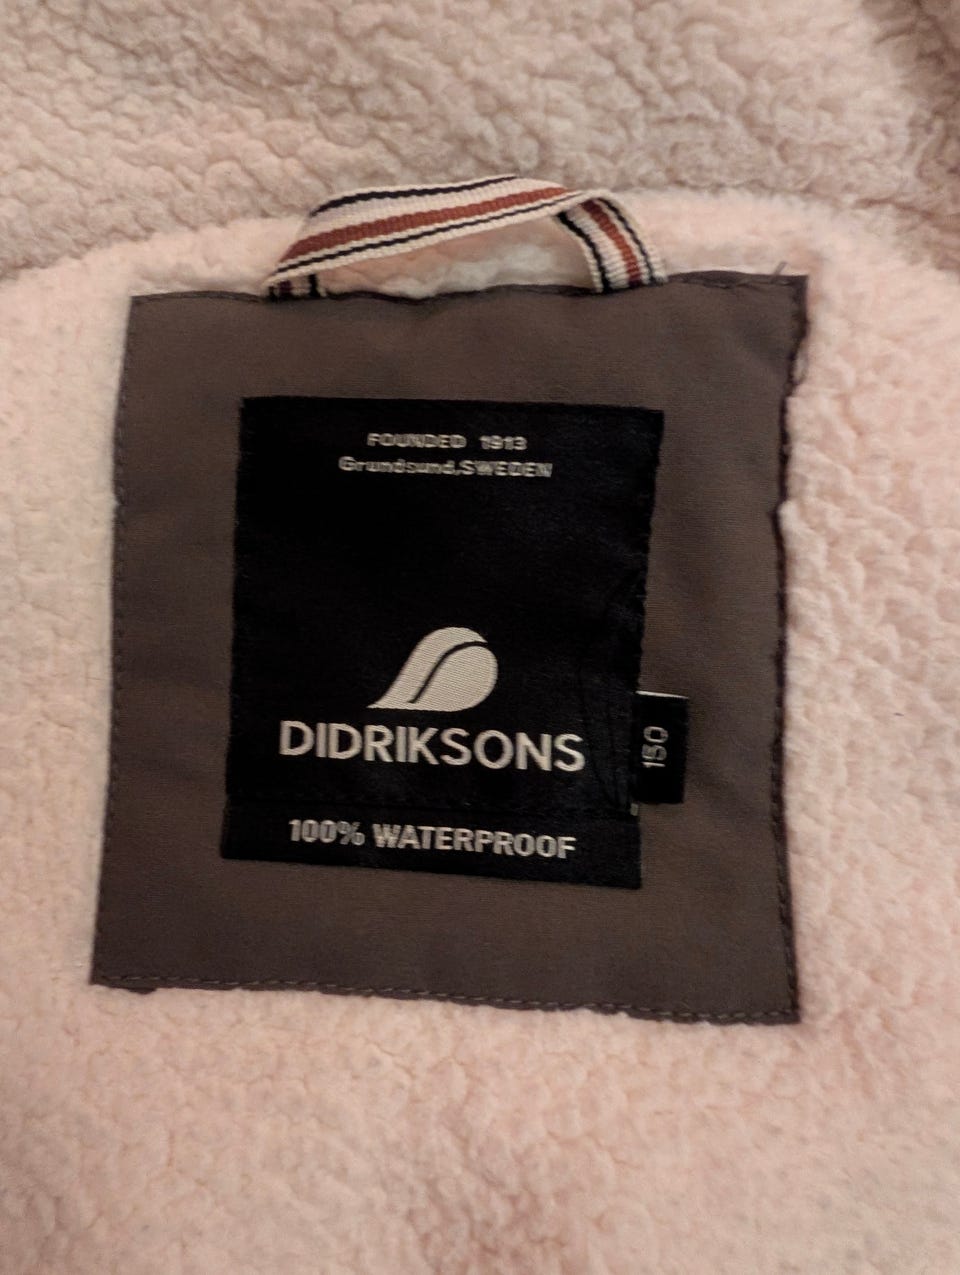 FOUNDED 1913
Grundsund.SWEDEN
DIDRIKSONS
150
100% WATERPROOF